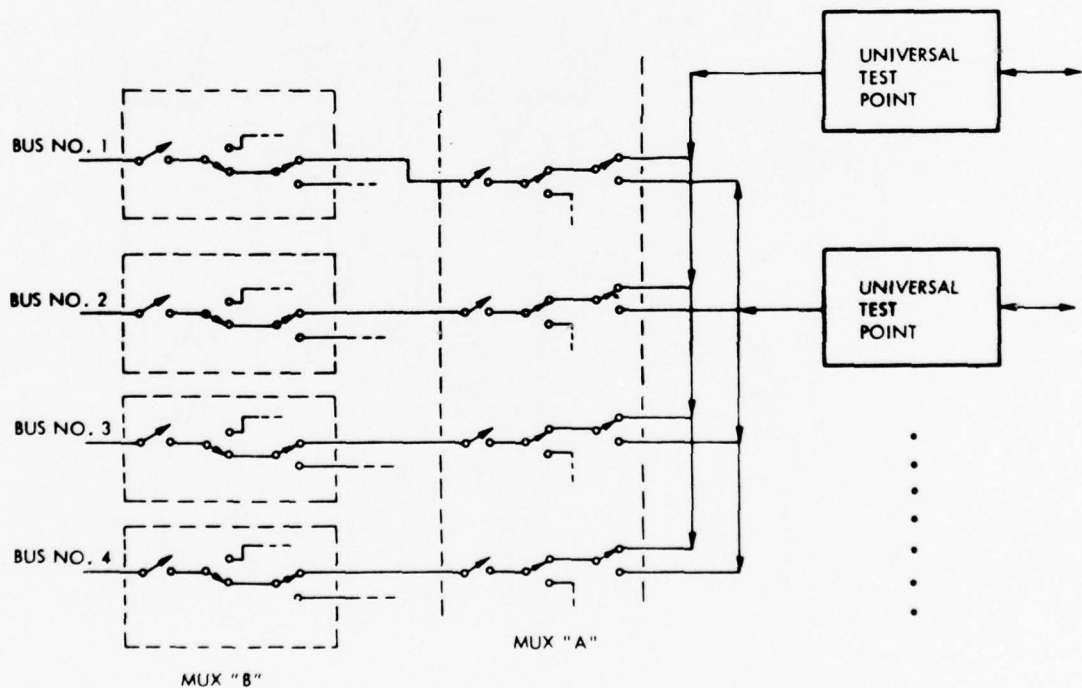 UNIVERSAL
TEST
POINT
BUS NO. 1
BUS NO. 2
UNIVERSAL
TEST
POINT
BUS NO. 3
BUS NO. 4
MUX "A"
MUX "B"